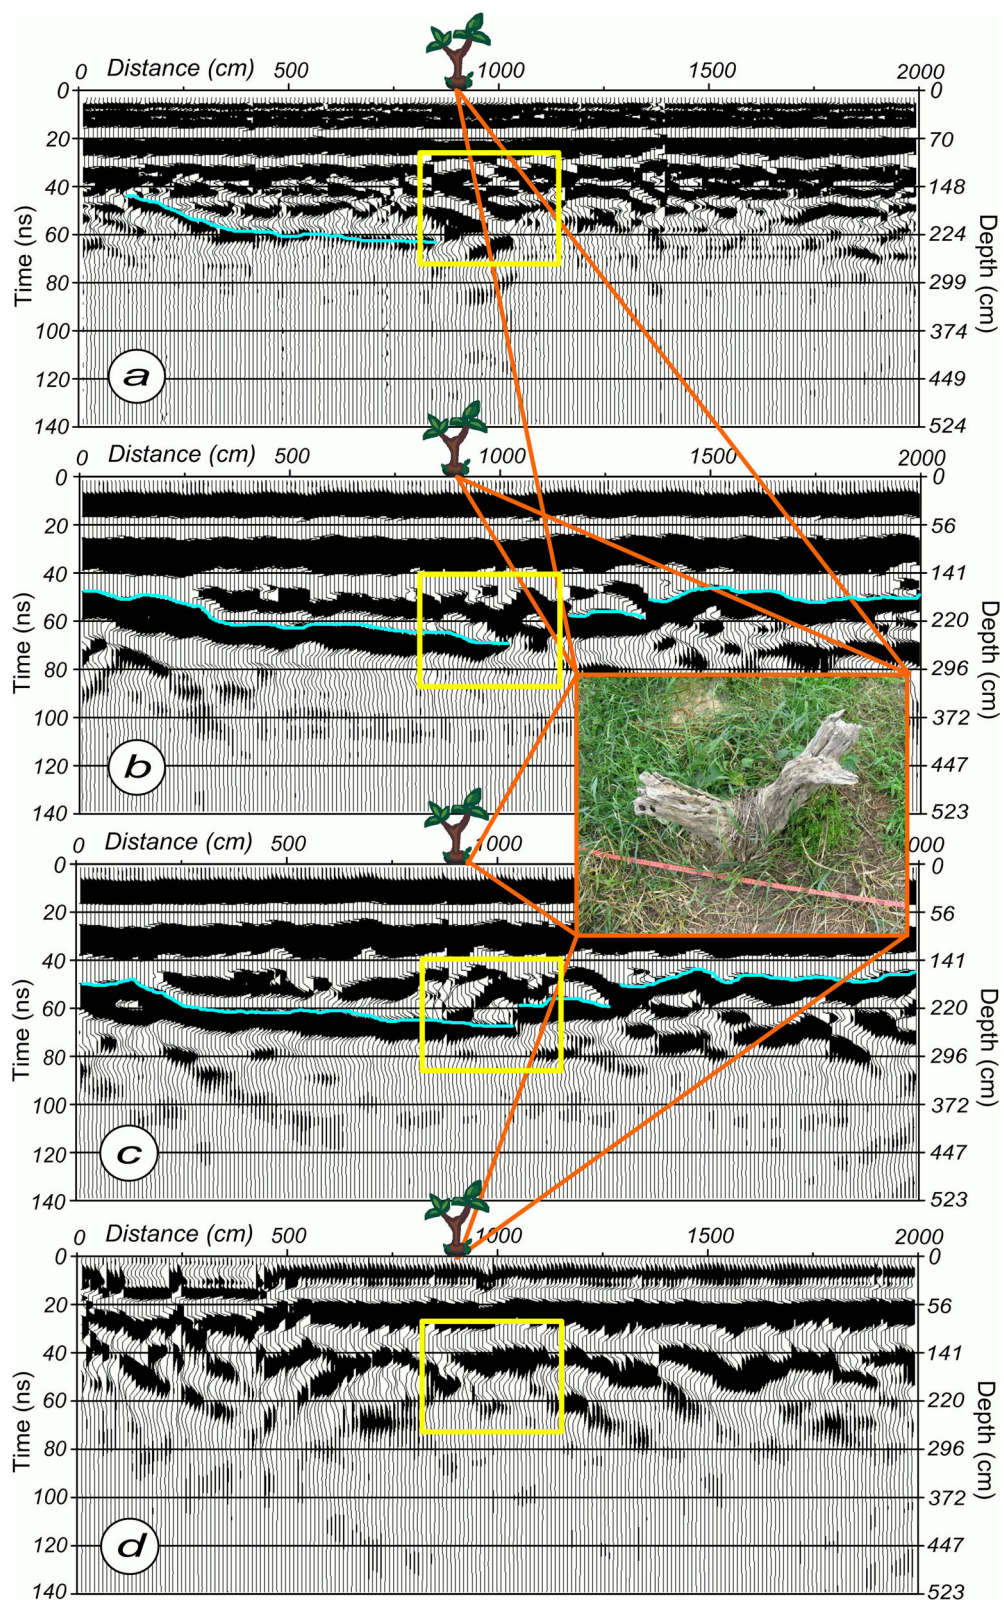 Distance (cm) 0 500 1000 1500 2000
Time (ns)
0 20 40 60 80 100 120 140
Depth (cm)
0 70 148 224 299 374 449 524
a
Distance (cm) 0 500 1000 1500 2000
Time (ns)
0 20 40 60 80 100 120 140
Depth (cm)
0 56 141 220 296 372 447 523
b
Distance (cm) 0 500 1000 000
Time (ns)
0 20 40 60 80 100 120 140
Depth (cm)
0 56 141 220 296 372 447 523
c
Distance (cm) 0 500 1000 1500 2000
Time (ns)
0 20 40 60 80 100 120 140
Depth (cm)
0 56 141 220 296 372 447 523
d